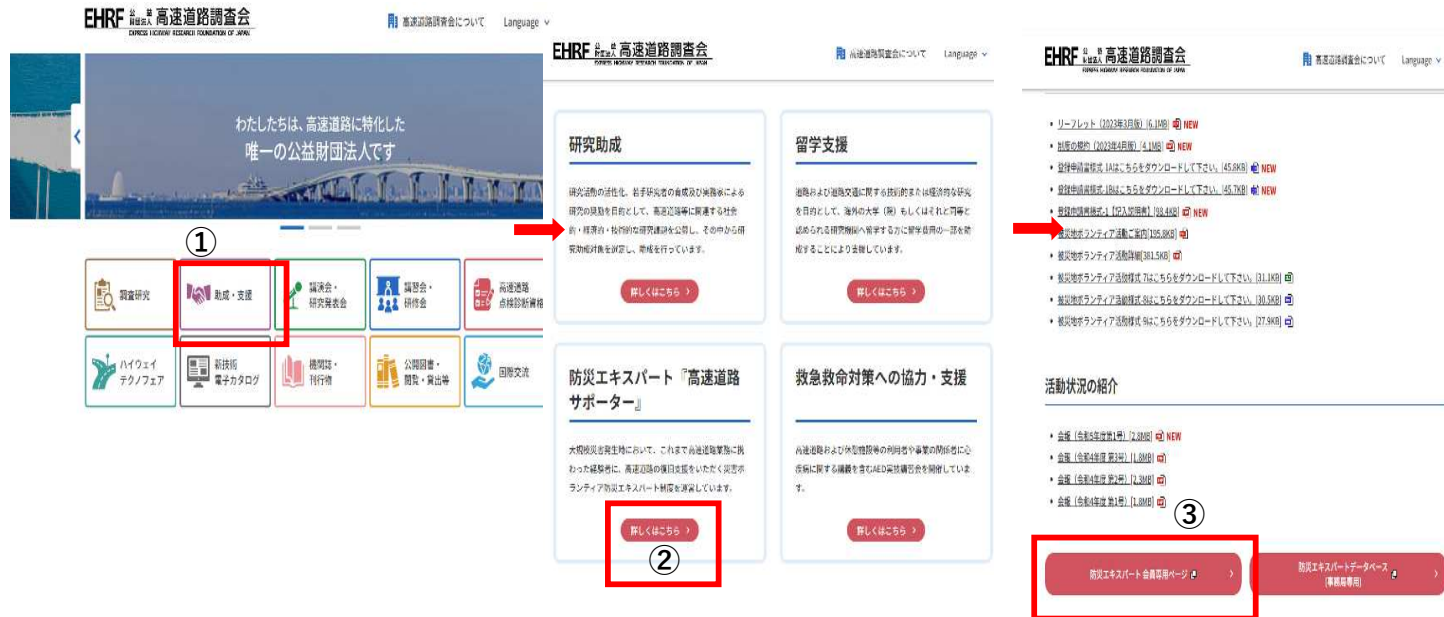 EHRF 公益財団法人 高速道路調査会
EXPRESS HIGHWAY RESEARCH FOUNDATION OF JAPAN
高速道路調査会について Language
わたしたちは、高速道路に特化した
唯一の公益財団法人です
①
調査研究
助成・支援
講演会・
研究発表会
講習会・
研修会
高速道路
点検診断資格
ハイウェイ
テクノフェア
新技術
電子カタログ
機関誌・
刊行物
公開図書・
閲覧・貸出等
国際交流
EHRF 公益財団法人 高速道路調査会
EXPRESS HIGHWAY RESEARCH FOUNDATION OF JAPAN
高速道路調査会について Language
研究助成
研究活動の活性化、若手研究者の育成及び実務家による
研究の奨励を目的として、高速道路等に関連する社会
的・経済的・技術的な研究課題を公募し、その中から研
究助成対象を選定し、助成を行っています。
詳しくはこちら >
留学支援
道路および道路交通に関する技術的または経済的な研究
を目的として、海外の大学（院）もしくはそれと同等と
認められる研究機関へ留学する方に留学費用の一部を助
成することにより支援しています。
詳しくはこちら >
防災エキスパート『高速道路
サポーター』
大規模災害発生時において、これまで高速道路業務に携
わった経験者に、高速道路の復旧支援をいただく災害ボ
ランティア防災エキスパート制度を運営しています。
詳しくはこちら >
②
救急救命対策への協力・支援
高速道路および休憩施設等の利用者や事業の関係者に心
疾病に関する講義を含むAED実技講習会を開催していま
す。
詳しくはこちら >
EHRF 公益財団法人 高速道路調査会
EXPRESS HIGHWAY RESEARCH FOUNDATION OF JAPAN
高速道路調査会について Language
• リーフレット（2023年3月版）[6.1MB] NEW
• 制度の規約（2023年4月版）[4.1MB] NEW
• 登録申請書様式-1Aはこちらをダウンロードして下さい。[45.8KB] NEW
• 登録申請書様式-1Bはこちらをダウンロードして下さい。[45.7KB] NEW
• 登録申請書様式-1【記入説明書】[98.4KB] NEW
• 被災地ボランティア活動ご案内[195.8KB]
• 被災地ボランティア活動詳細[381.5KB]
• 被災地ボランティア活動様式-7はこちらをダウンロードして下さい。[31.1KB]
• 被災地ボランティア活動様式-8はこちらをダウンロードして下さい。[30.5KB]
• 被災地ボランティア活動様式-9はこちらをダウンロードして下さい。[27.9KB]
活動状況の紹介
• 会報（令和5年度第1号）[2.8MB] NEW
• 会報（令和4年度 第3号）[1.8MB]
• 会報（令和4年度 第2号）[2.3MB]
• 会報（令和4年度 第1号）[1.8MB]
③
防災エキスパート 会員専用ページ >
防災エキスパートデータベース
[事務局専用] >